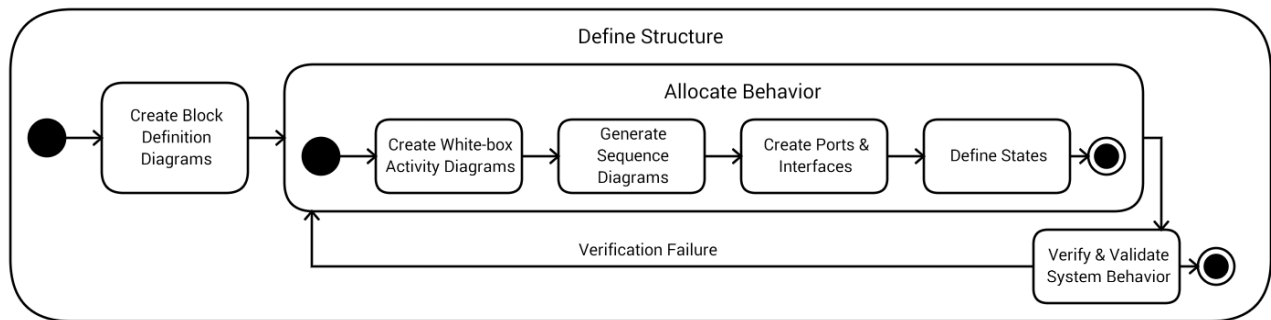 Define Structure
Create Block
Definition
Diagrams
Allocate Behavior
Create White-box
Activity Diagrams
Generate
Sequence
Diagrams
Create Ports &
Interfaces
Define States
Verification Failure
Verify & Validate
System Behavior